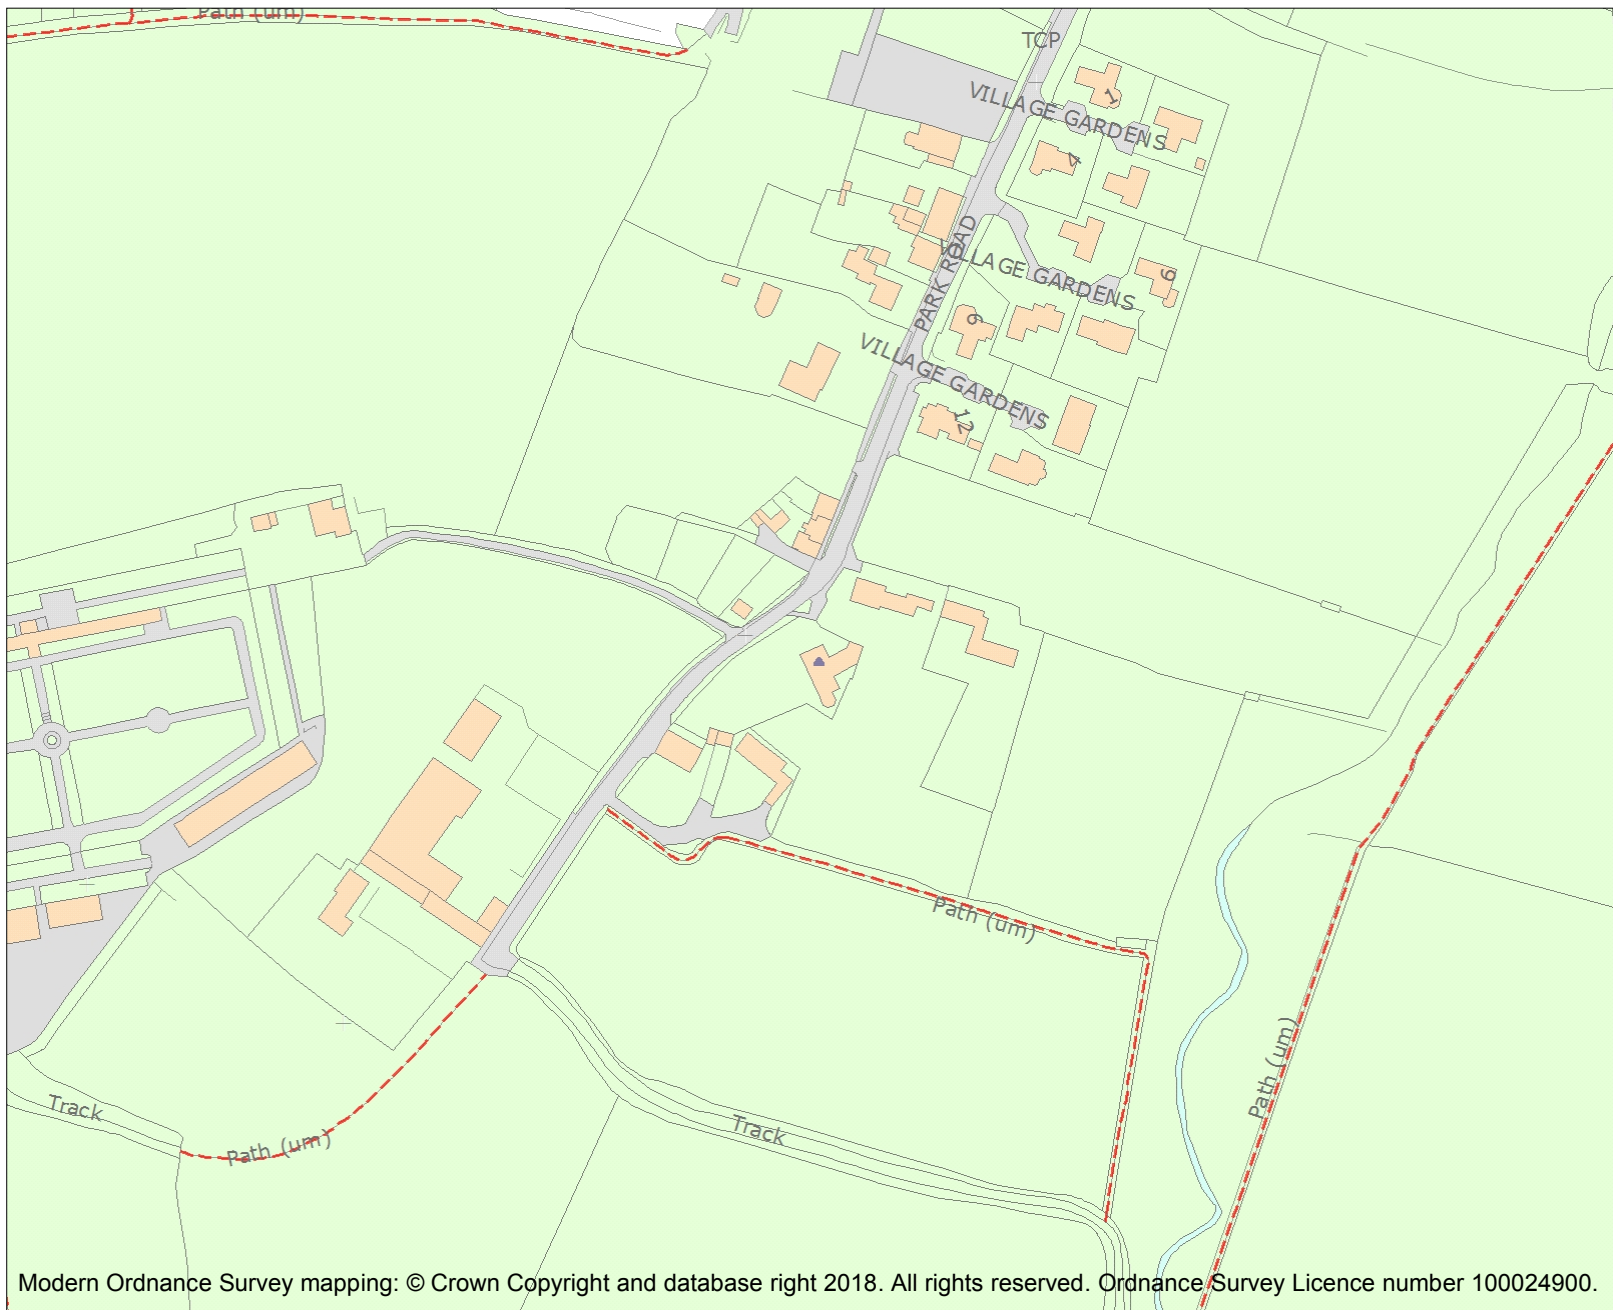 Path (um)
TCP
1
VILLAGE GARDENS
4
PARK ROAD
VILLAGE GARDENS
6
9
VILLAGE GARDENS
12
Path (um)
Path (um)
Track
Track
Path (um)
Modern Ordnance Survey mapping: © Crown Copyright and database right 2018. All rights reserved. Ordnance Survey Licence number 100024900.